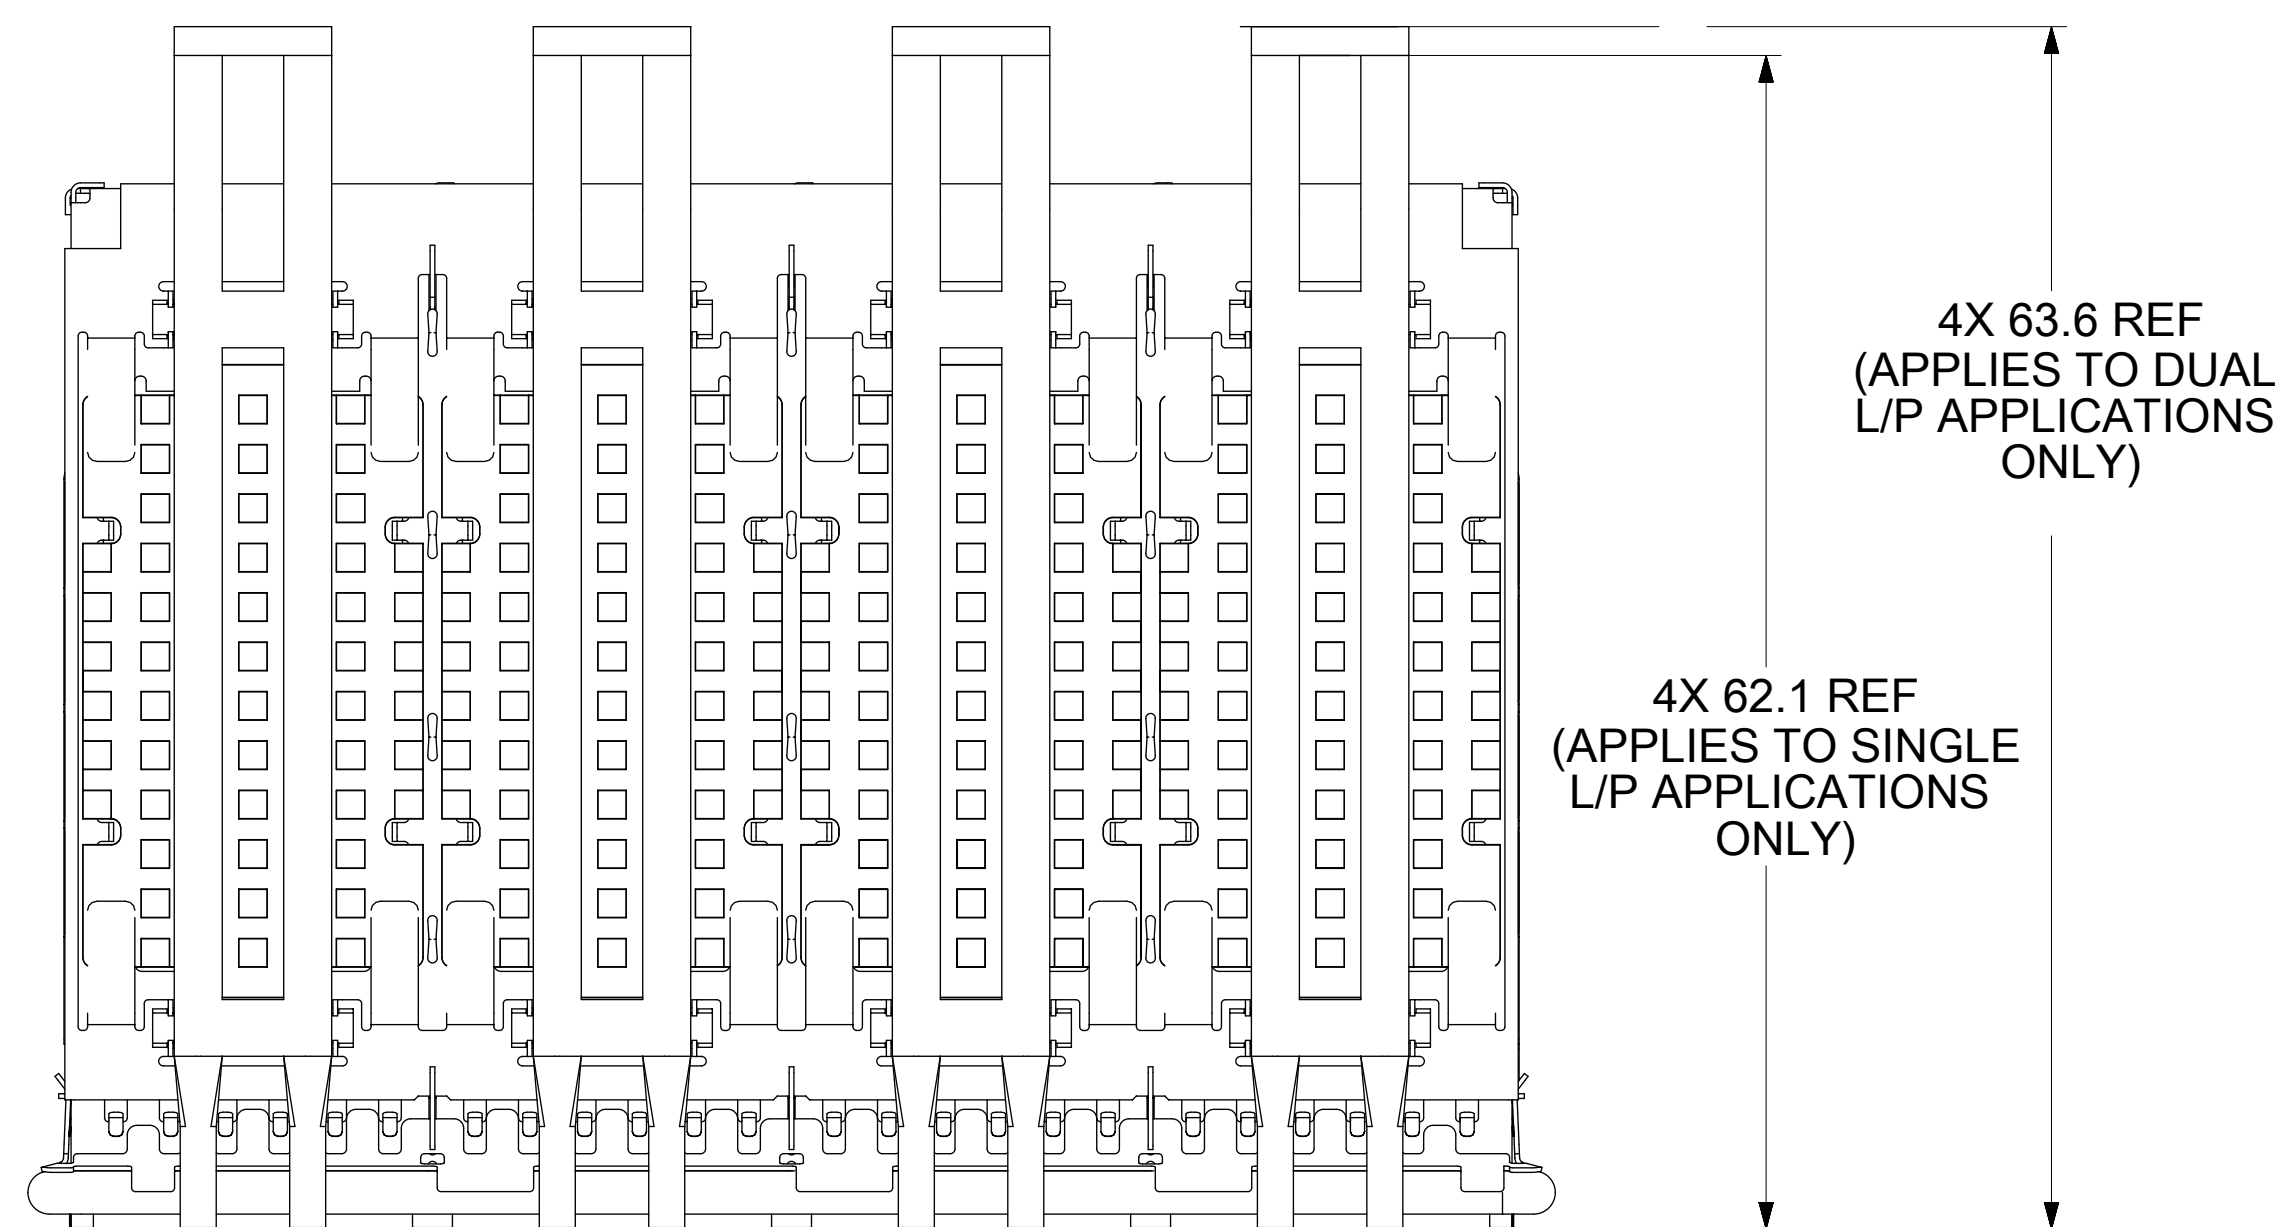 4X 63.6 REF
(APPLIES TO DUAL
L/P APPLICATIONS
ONLY)
4X 62.1 REF
(APPLIES TO SINGLE
L/P APPLICATIONS
ONLY)